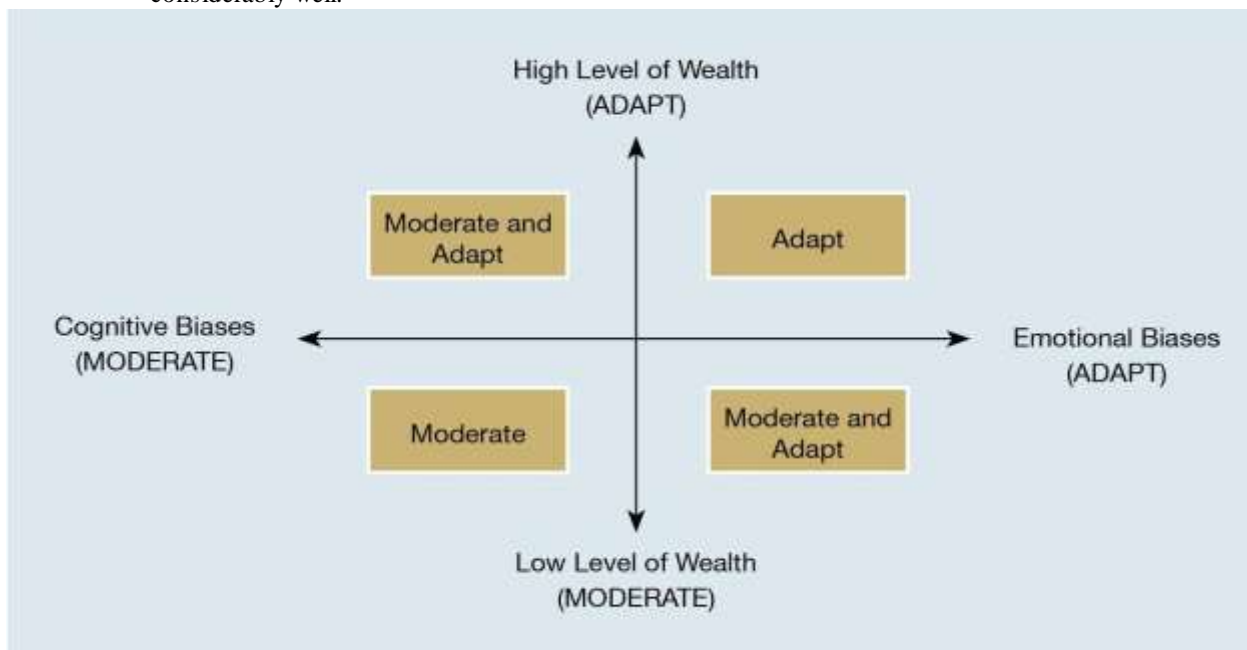 considerably well.
High Level of Wealth
(ADAPT)
Moderate and
Adapt
Adapt
Cognitive Biases
(MODERATE)
Emotional Biases
(ADAPT)
Moderate
Moderate and
Adapt
Low Level of Wealth
(MODERATE)